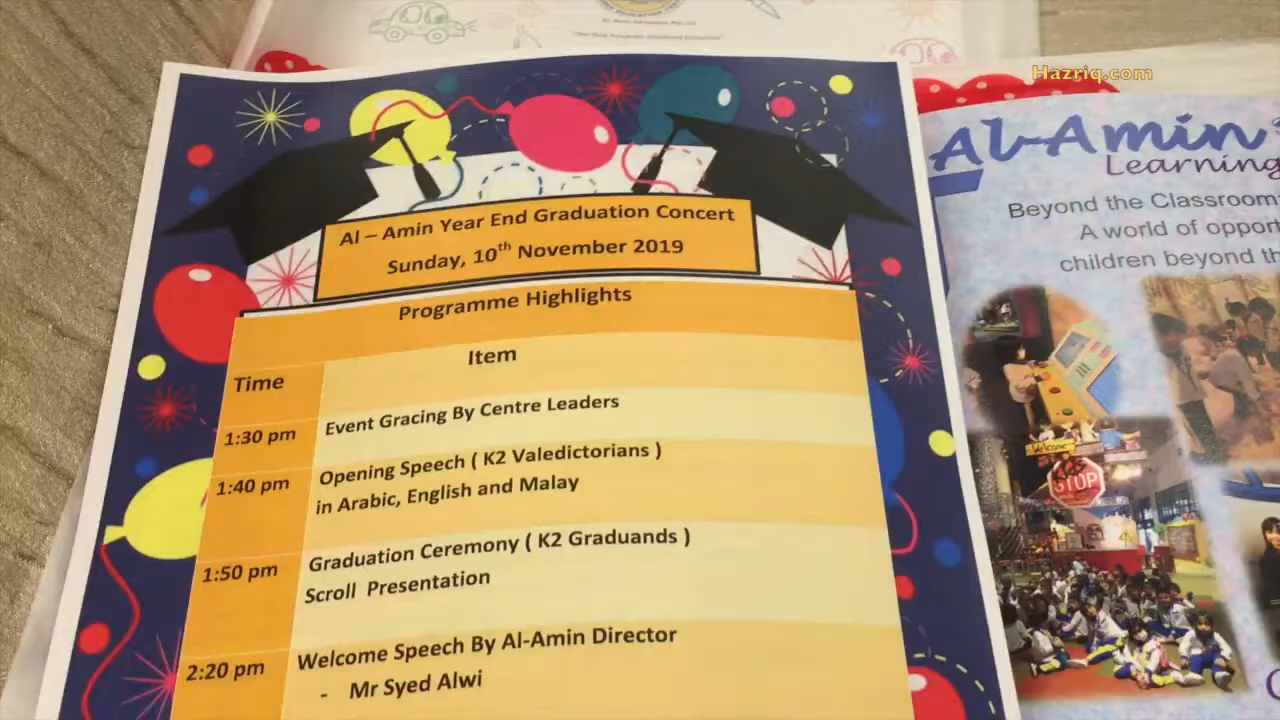 Hazriq.com
Al – Amin Year End Graduation Concert
Sunday, 10th November 2019
Programme Highlights
Time
Item
1:30 pm
Event Gracing By Centre Leaders
1:40 pm
Opening Speech ( K2 Valedictorians )
in Arabic, English and Malay
1:50 pm
Graduation Ceremony ( K2 Graduands )
Scroll Presentation
2:20 pm
Welcome Speech By Al-Amin Director
- Mr Syed Alwi
Al-Amin
Learning
Beyond the Classroom
A world of
children beyond
Welcome
STOP